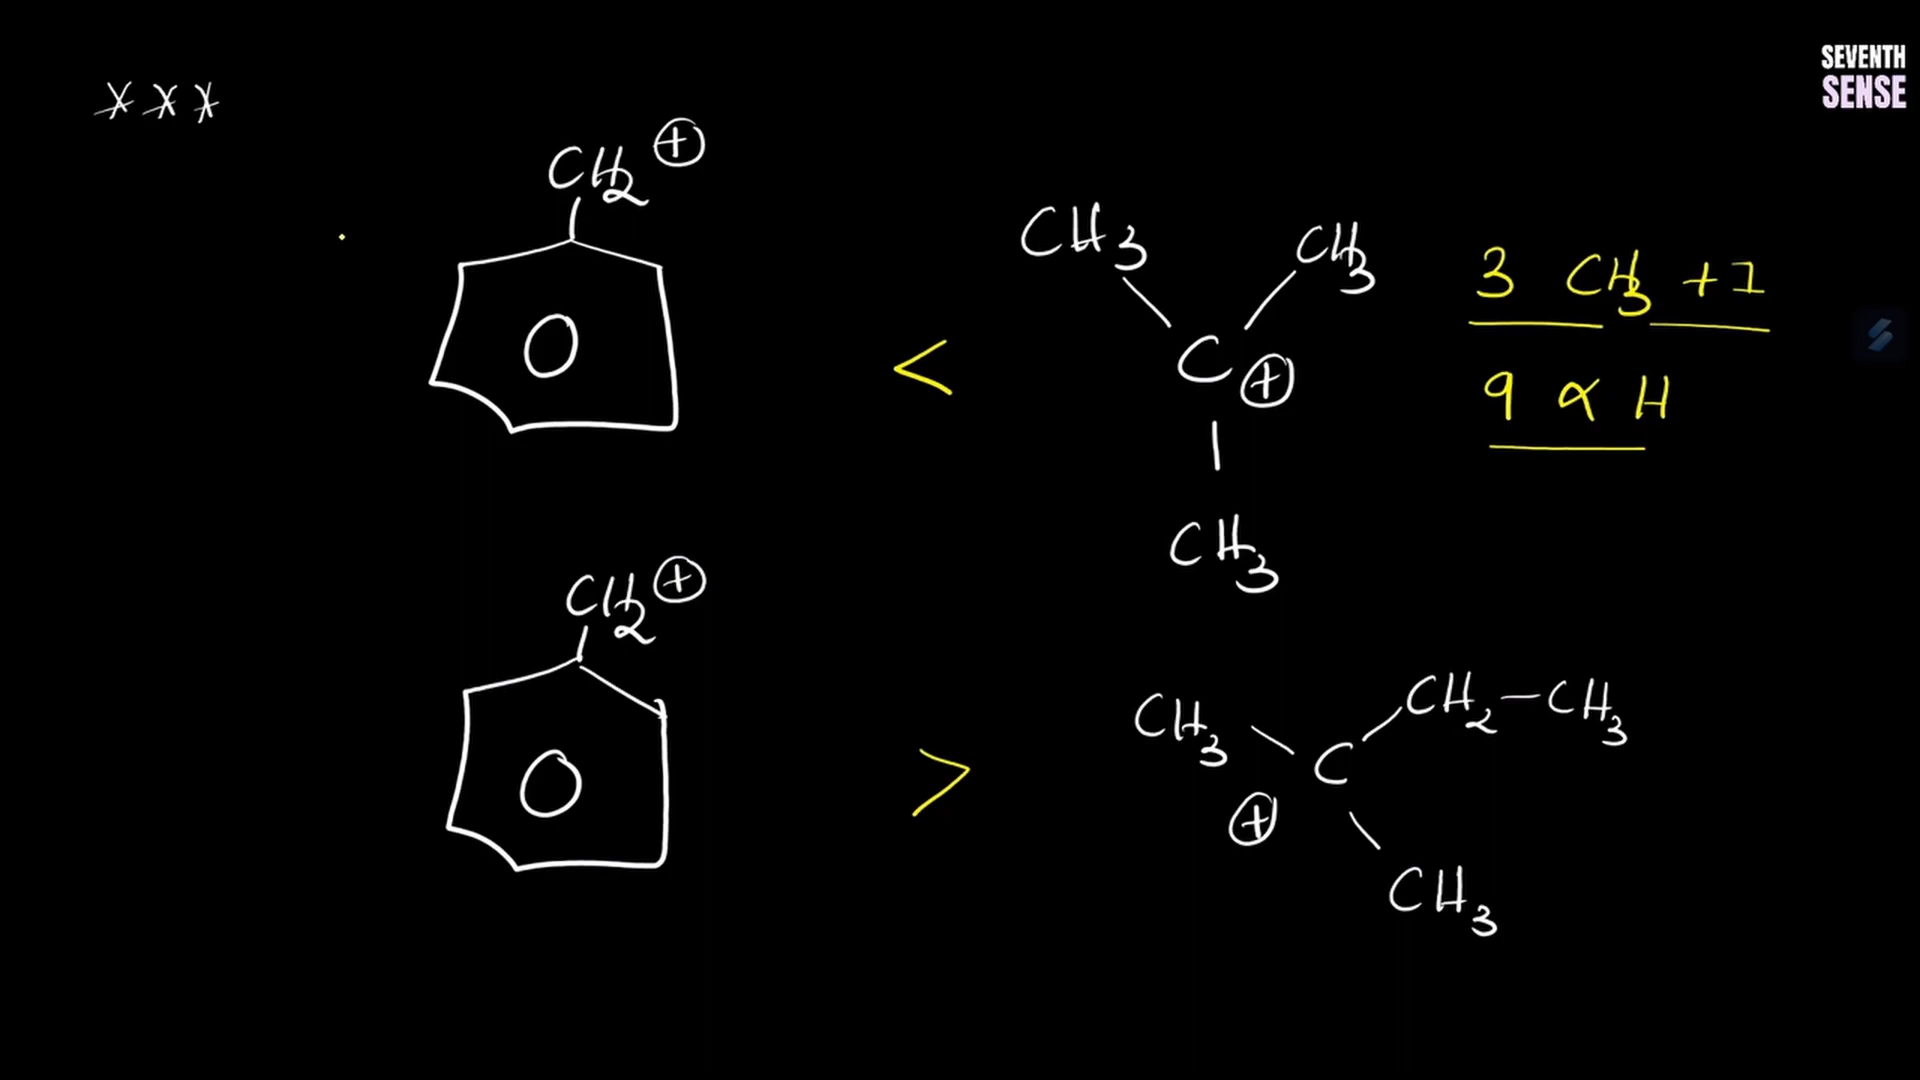 SEVENTH
SENSE
***
CH2 ⊕
<
CH3 CH3
C ⊕
CH3
3 CH3 + I
9 α H
CH2 ⊕
>
CH3 C CH2-CH3
⊕
CH3